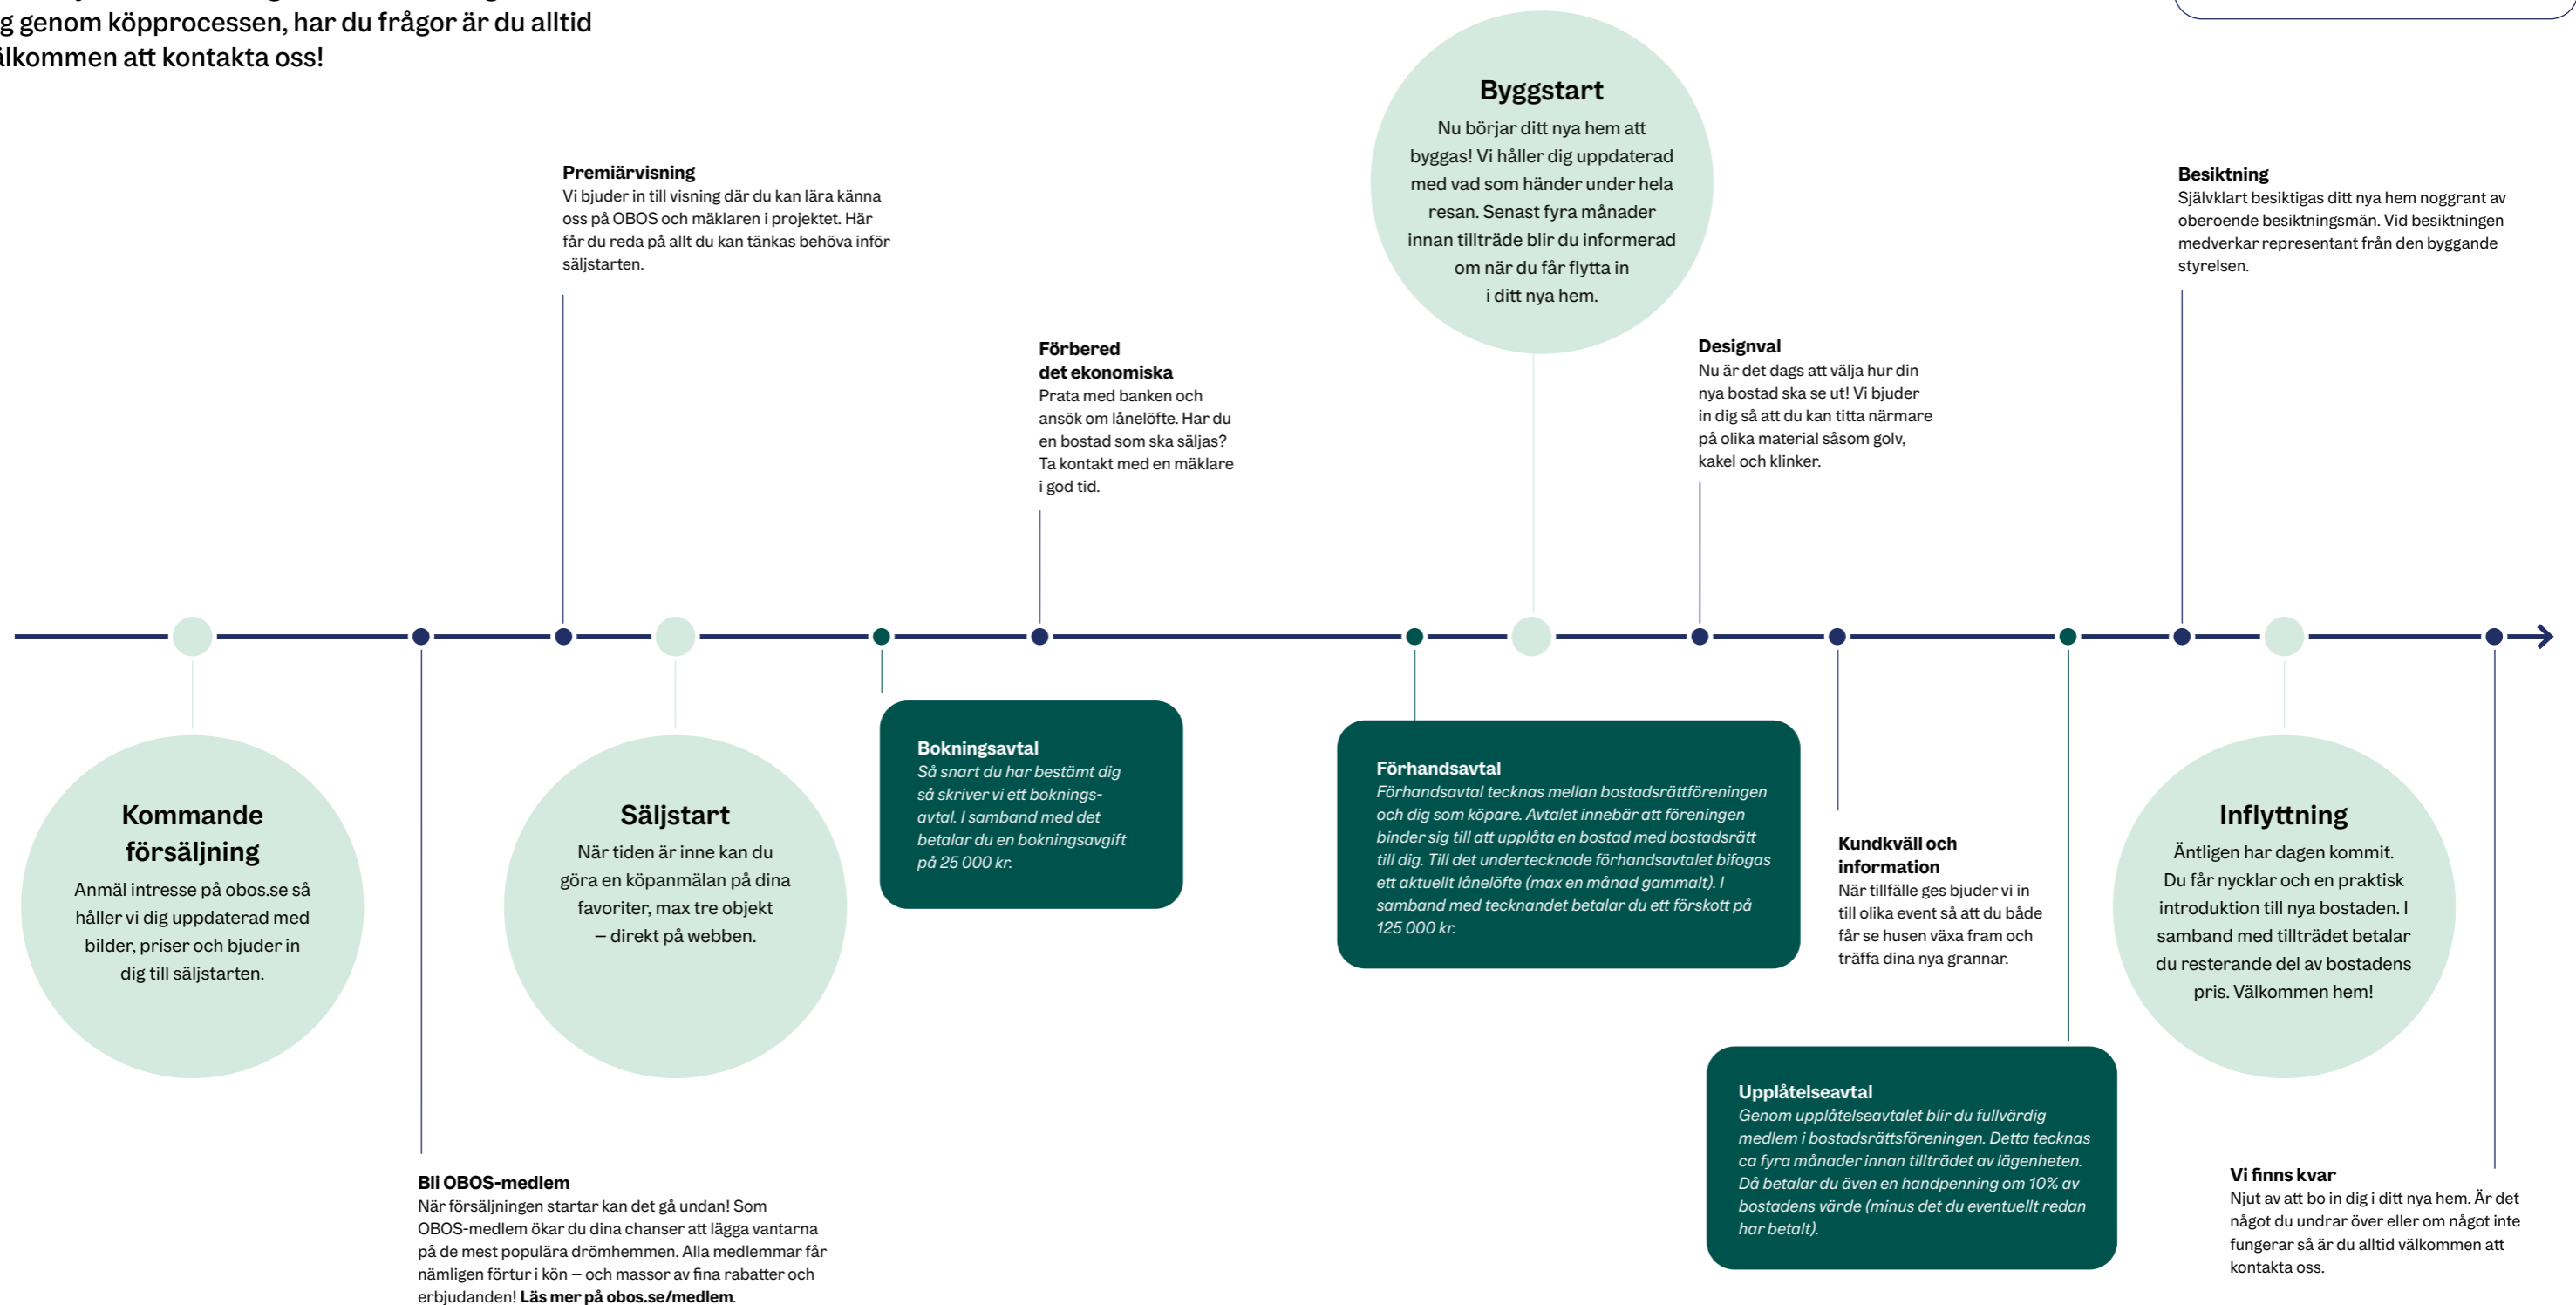 genom köpprocessen, har du frågor är du alltid
att kontakta oss!
Kommande
försäljning
Anmäl intresse på obos.se så
håller vi dig uppdaterad med
bilder, priser och bjuder in
dig till säljstarten.
Bli OBOS-medlem
När försäljningen startar kan det gå undan! Som
OBOS-medlem ökar du dina chanser att lägga vantarna
på de mest populära drömhemmen. Alla medlemmar får
nämligen förtur i kön – och massor av fina rabatter och
erbjudanden! Läs mer på obos.se/medlem.
Premiärvisning
Vi bjuder in till visning där du kan lära känna
oss på OBOS och mäklaren i projektet. Här
får du reda på allt du kan tänkas behöva inför
säljstarten.
Säljstart
När tiden är inne kan du
göra en köpanmälan på dina
favoriter, max tre objekt
– direkt på webben.
Bokningsavtal
Så snart du har bestämt dig
så skriver vi ett boknings-
avtal. I samband med det
betalar du en bokningsavgift
på 25 000 kr.
Förbered
det ekonomiska
Prata med banken och
ansök om lånelöfte. Har du
en bostad som ska säljas?
Ta kontakt med en mäklare
i god tid.
Förhandsavtal
Förhandsavtal tecknas mellan bostadsrättföreningen
och dig som köpare. Avtalet innebär att föreningen
binder sig till att upplåta en bostad med bostadsrätt
till dig. Till det undertecknade förhandsavtalet bifogas
ett aktuellt lånelöfte (max en månad gammalt). I
samband med tecknandet betalar du ett förskott på
125 000 kr.
Byggstart
Nu börjar ditt nya hem att
byggas! Vi håller dig uppdaterad
med vad som händer under hela
resan. Senast fyra månader
innan tillträde blir du informerad
om när du får flytta in
i ditt nya hem.
Designval
Nu är det dags att välja hur din
nya bostad ska se ut! Vi bjuder
in dig så att du kan titta närmare
på olika material såsom golv,
kakel och klinker.
Kundkväll och
information
När tillfälle ges bjuder vi in
till olika event så att du både
får se husen växa fram och
träffa dina nya grannar.
Upplåtelseavtal
Genom upplåtelseavtalet blir du fullvärdig
medlem i bostadsrättsföreningen. Detta tecknas
ca fyra månader innan tillträdet av lägenheten.
Då betalar du även en handpenning om 10% av
bostadens värde (minus det du eventuellt redan
har betalt).
Besiktning
Självklart besiktigas ditt nya hem noggrant av
oberoende besiktningsmän. Vid besiktningen
medverkar representant från den byggande
styrelsen.
Inflyttning
Äntligen har dagen kommit.
Du får nycklar och en praktisk
introduktion till nya bostaden. I
samband med tillträdet betalar
du resterande del av bostadens
pris. Välkommen hem!
Vi finns kvar
Njut av att bo in dig i ditt nya hem. Är det
något du undrar över eller om något inte
fungerar så är du alltid välkommen att
kontakta oss.